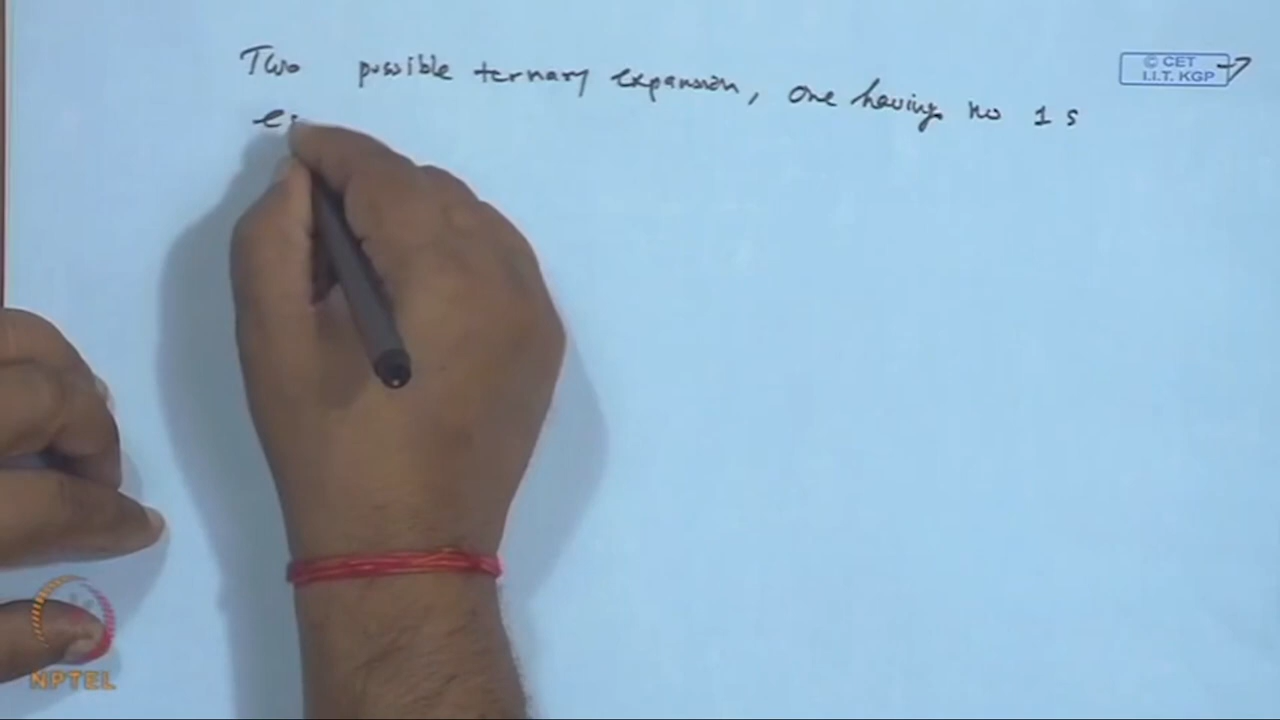 Two possible ternary expansion, one having no 1 s
© CET
I.I.T. KGP
NPTEL